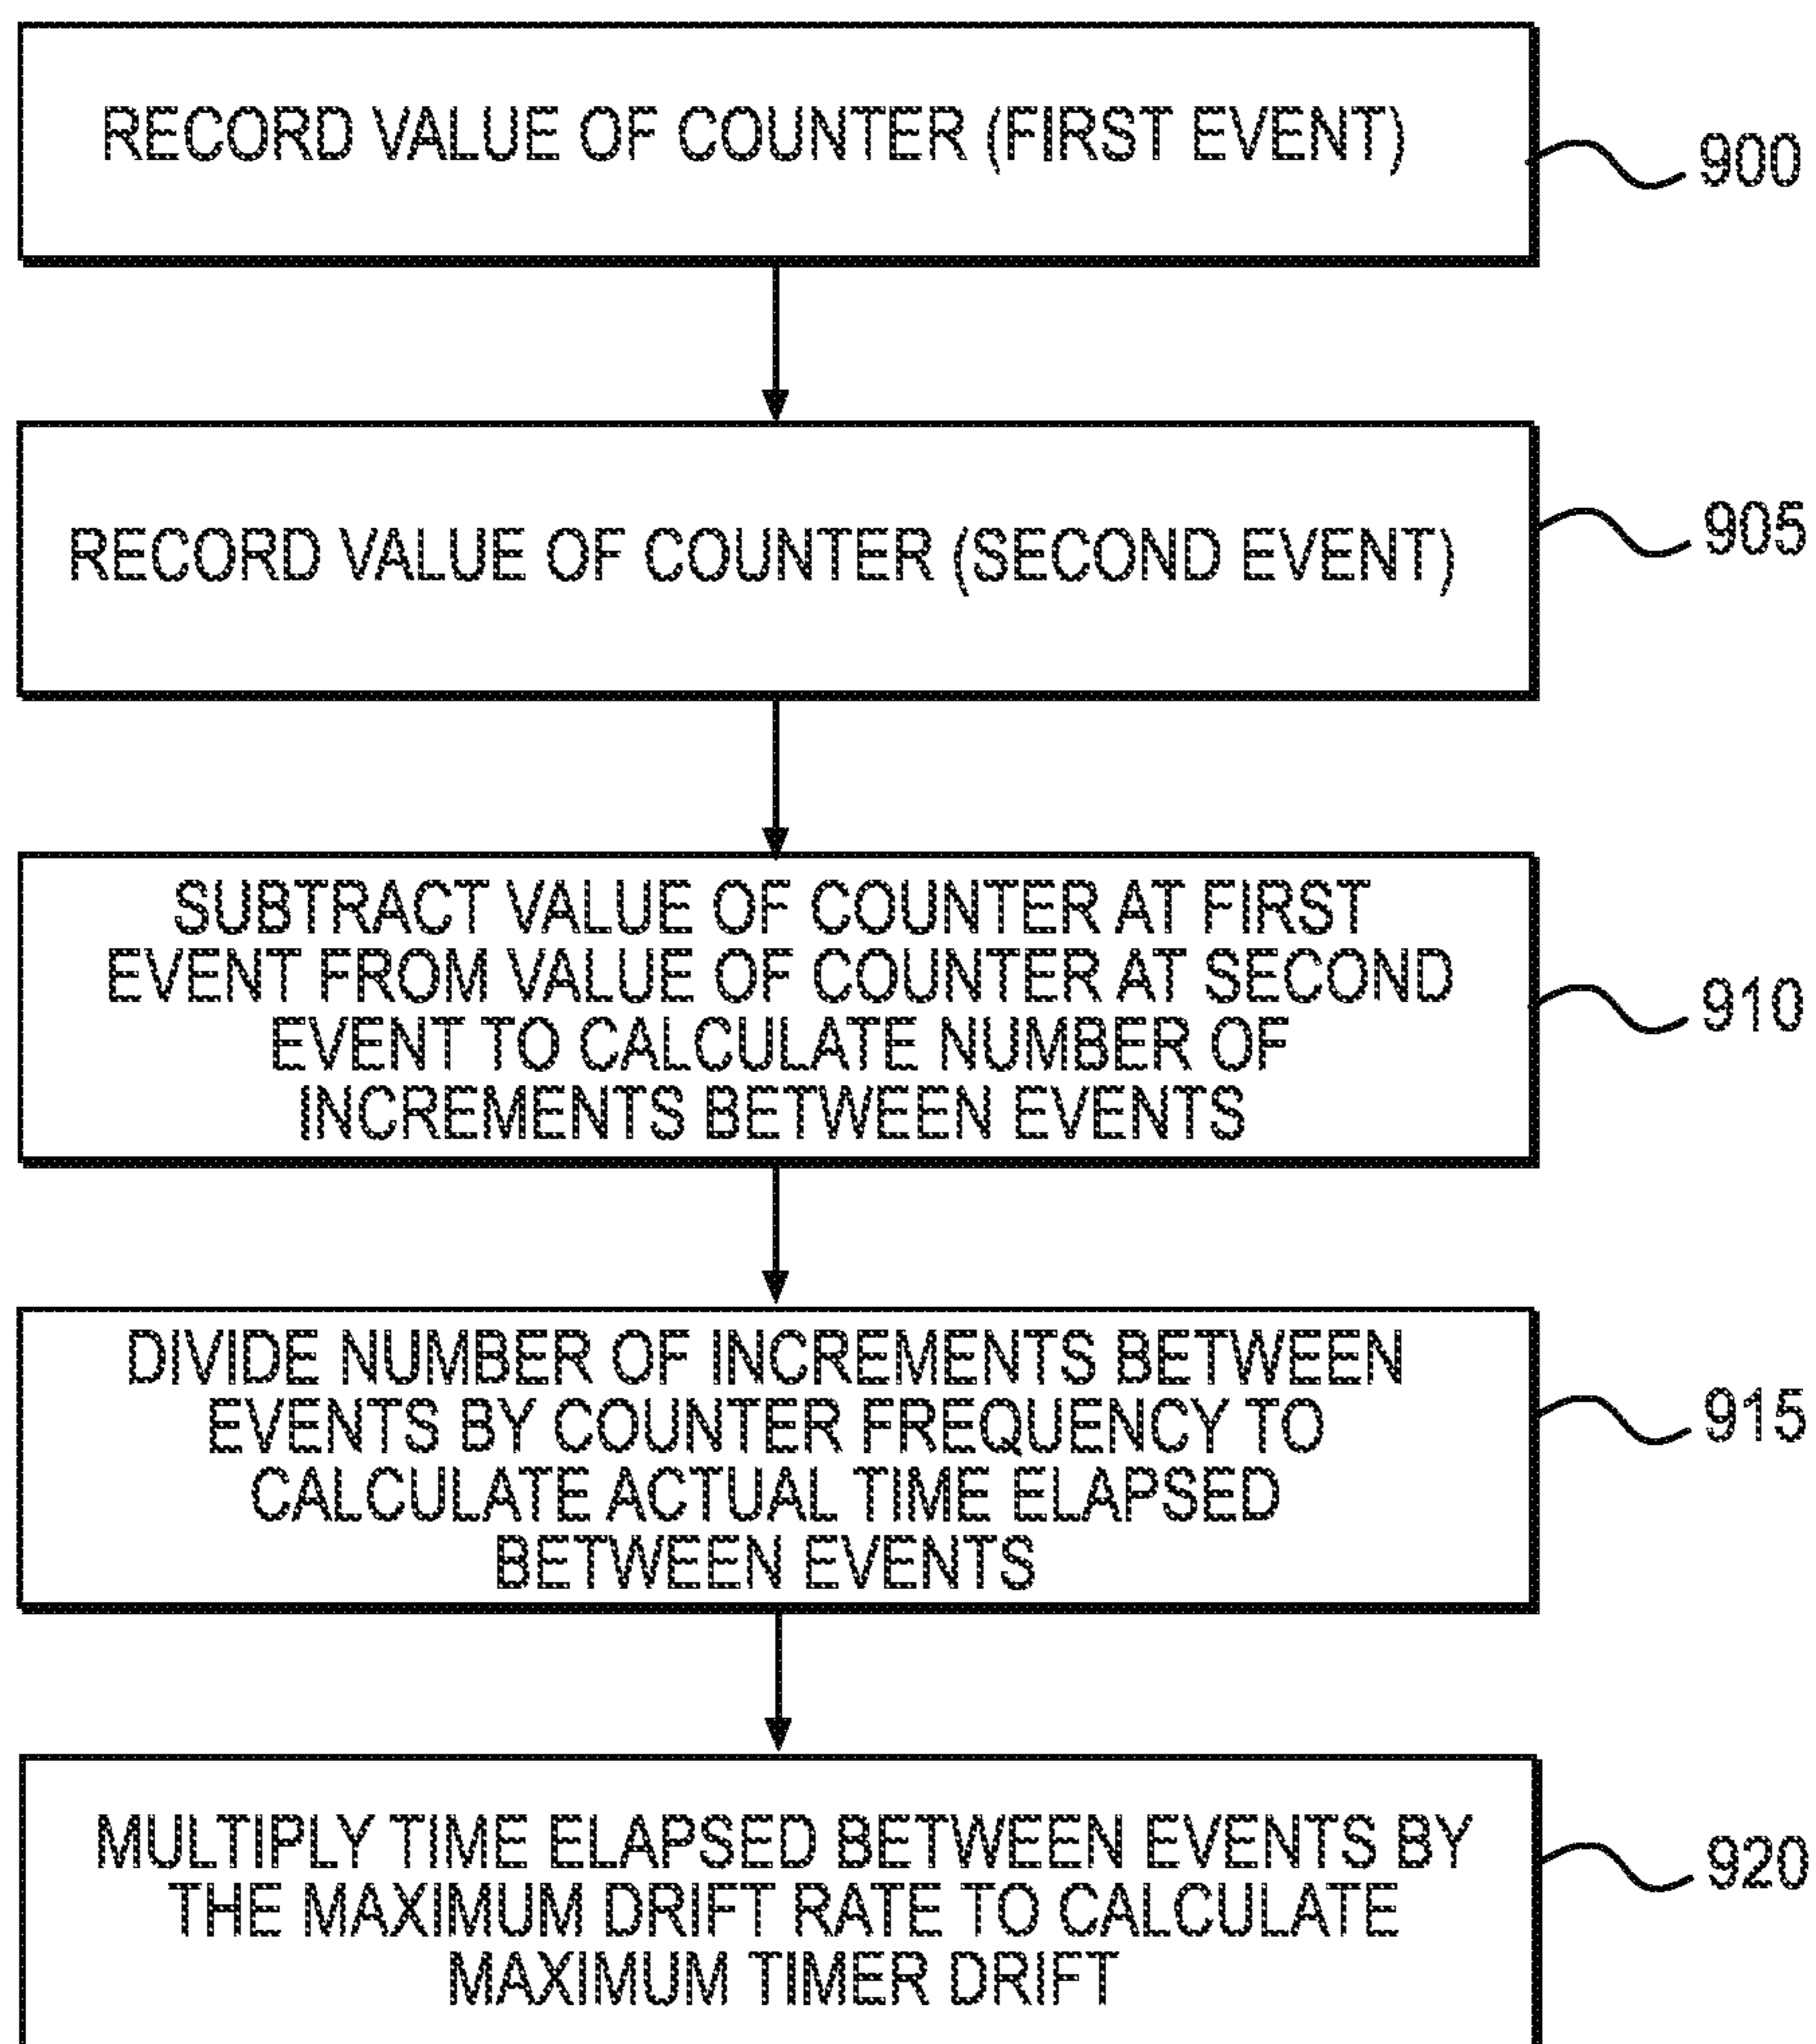 RECORD VALUE OF COUNTER (FIRST EVENT)
900
RECORD VALUE OF COUNTER (SECOND EVENT)
905
SUBTRACT VALUE OF COUNTER AT FIRST
EVENT FROM VALUE OF COUNTER AT SECOND
EVENT TO CALCULATE NUMBER OF
INCREMENTS BETWEEN EVENTS
910
DIVIDE NUMBER OF INCREMENTS BETWEEN
EVENTS BY COUNTER FREQUENCY TO
CALCULATE ACTUAL TIME ELAPSED
BETWEEN EVENTS
915
MULTIPLY TIME ELAPSED BETWEEN EVENTS BY
THE MAXIMUM DRIFT RATE TO CALCULATE
MAXIMUM TIMER DRIFT
920